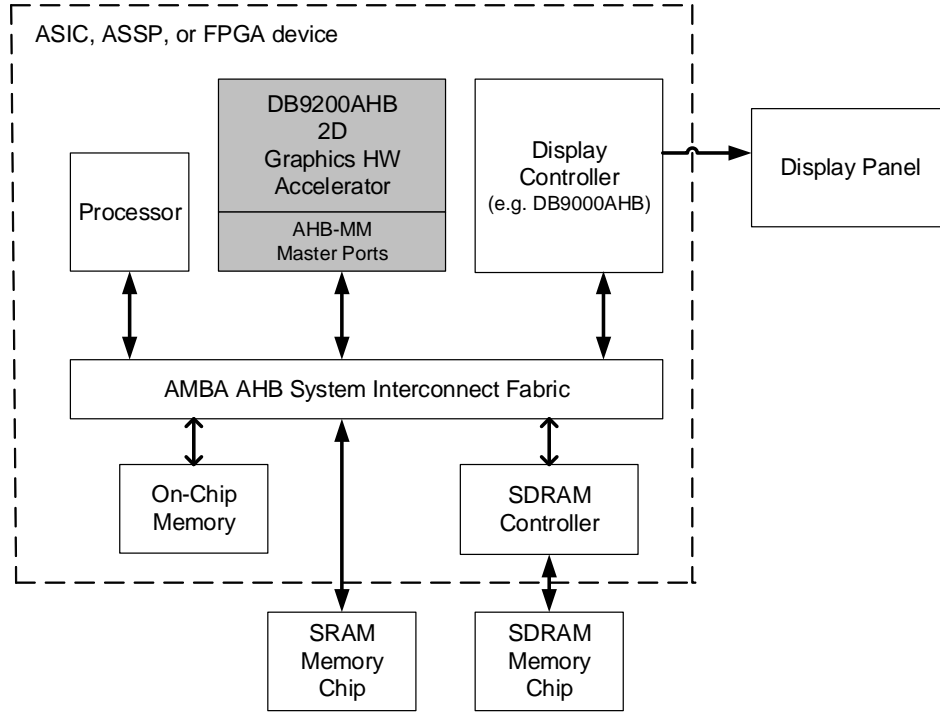 ASIC, ASSP, or FPGA device
DB9200AHB
2D
Graphics HW
Accelerator
AHB-MM
Master Ports
Processor
Display
Controller
(e.g. DB9000AHB)
Display Panel
AMBA AHB System Interconnect Fabric
On-Chip
Memory
SDRAM
Controller
SRAM
Memory
Chip
SDRAM
Memory
Chip